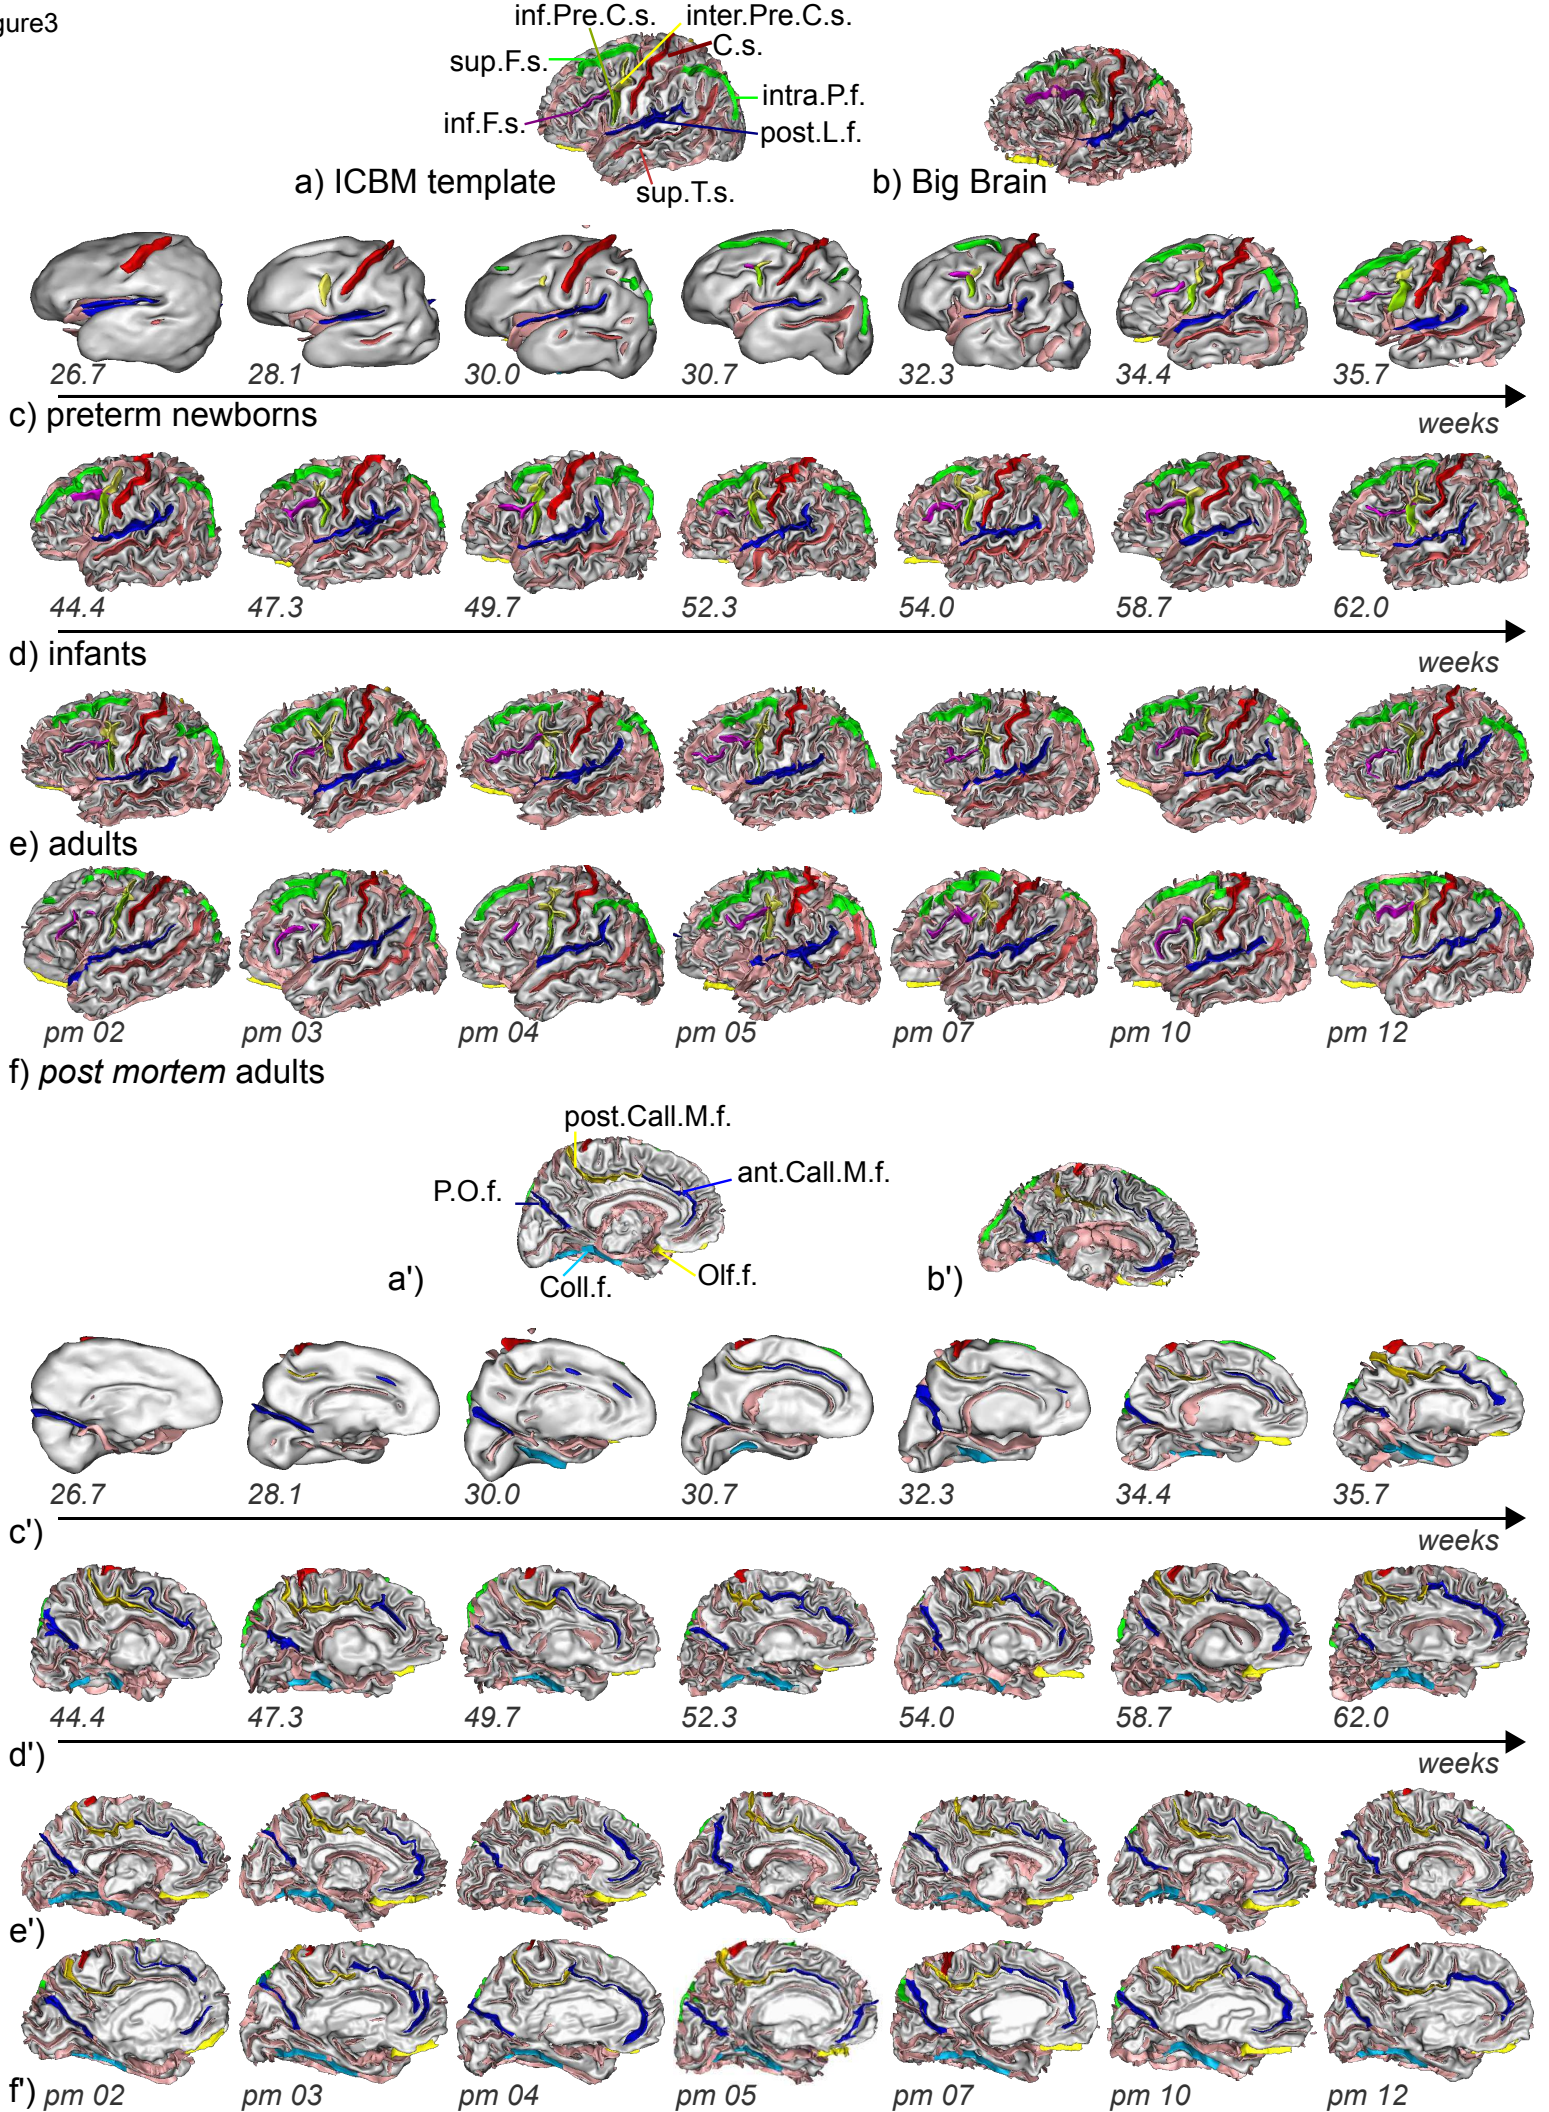 gure3
inf.Pre.C.s. inter.Pre.C.s.
C.s.
sup.F.s.
intra.P.f.
inf.F.s.
post.L.f.
sup.T.s.
a) ICBM template
b) Big Brain
26.7 28.1 30.0 30.7 32.3 34.4 35.7
weeks
c) preterm newborns
44.4 47.3 49.7 52.3 54.0 58.7 62.0
weeks
d) infants
e) adults
pm 02 pm 03 pm 04 pm 05 pm 07 pm 10 pm 12
f) post mortem adults
post.Call.M.f.
ant.Call.M.f.
P.O.f.
Olf.f.
Coll.f.
a') b')
26.7 28.1 30.0 30.7 32.3 34.4 35.7
c')
weeks
44.4 47.3 49.7 52.3 54.0 58.7 62.0
d')
weeks
e')
f') pm 02 pm 03 pm 04 pm 05 pm 07 pm 10 pm 12